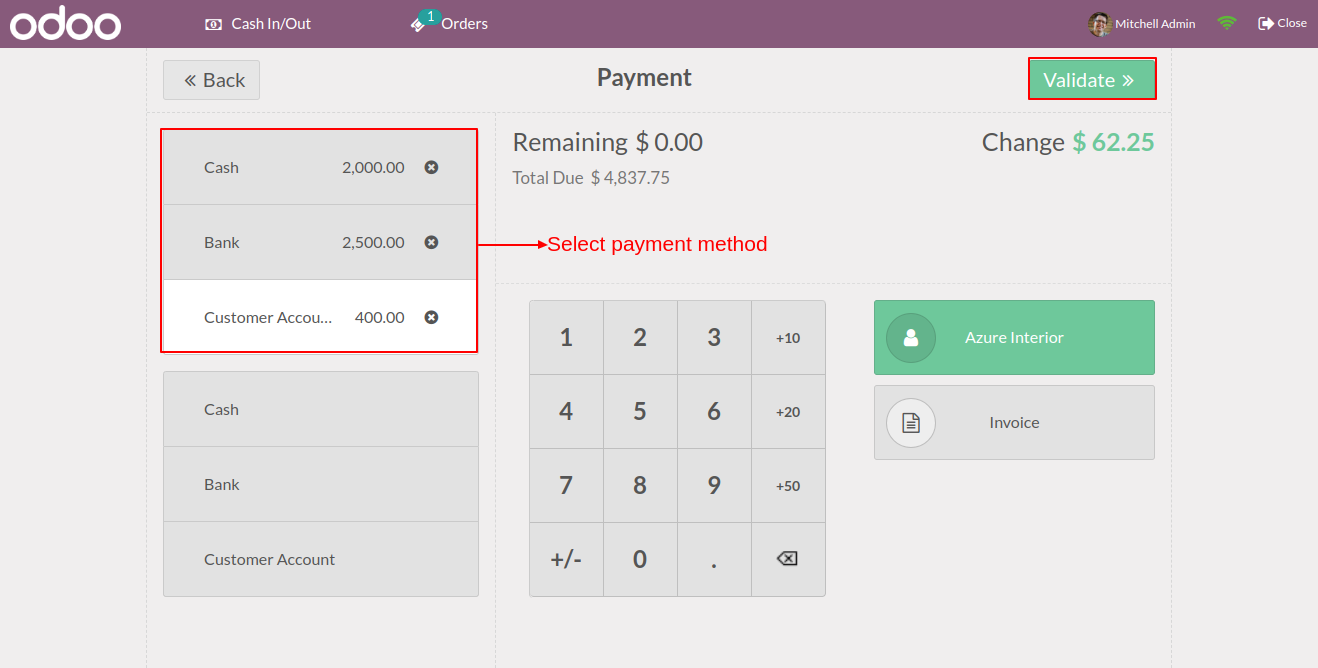 odoo
Cash In/Out
1
Orders
Mitchell Admin
Close
Back
Payment
Validate
Cash 2,000.00
Bank 2,500.00
Customer Accou... 400.00
Remaining $ 0.00
Change $ 62.25
Total Due $ 4,837.75
Select payment method
Cash
Bank
Customer Account
1 2 3 +10
4 5 6 +20
7 8 9 +50
+/- 0 .
Azure Interior
Invoice